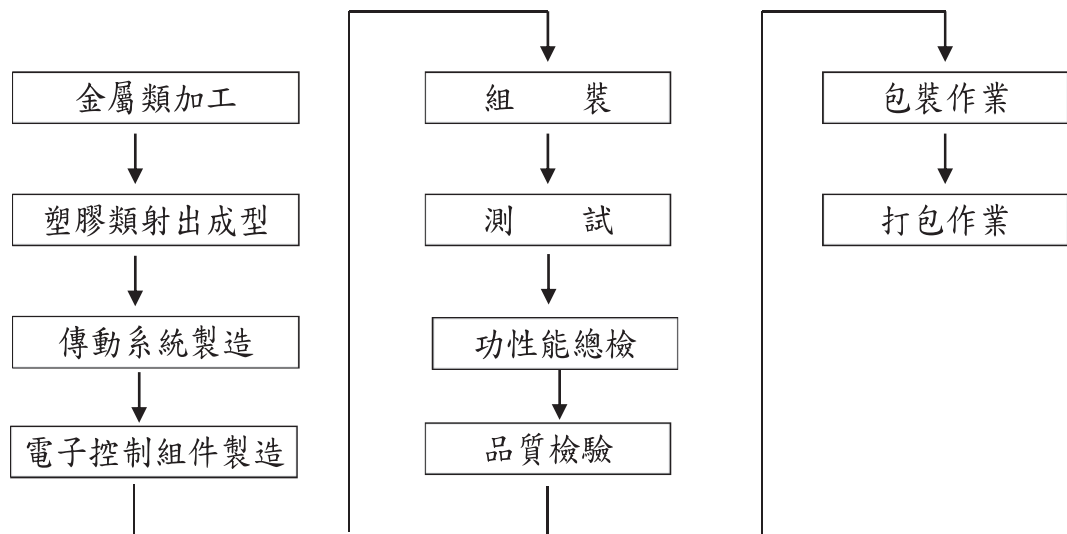 金屬類加工
塑膠類射出成型
傳動系統製造
電子控制組件製造
組　　裝
測　　試
功性能總檢
品質檢驗
包裝作業
打包作業